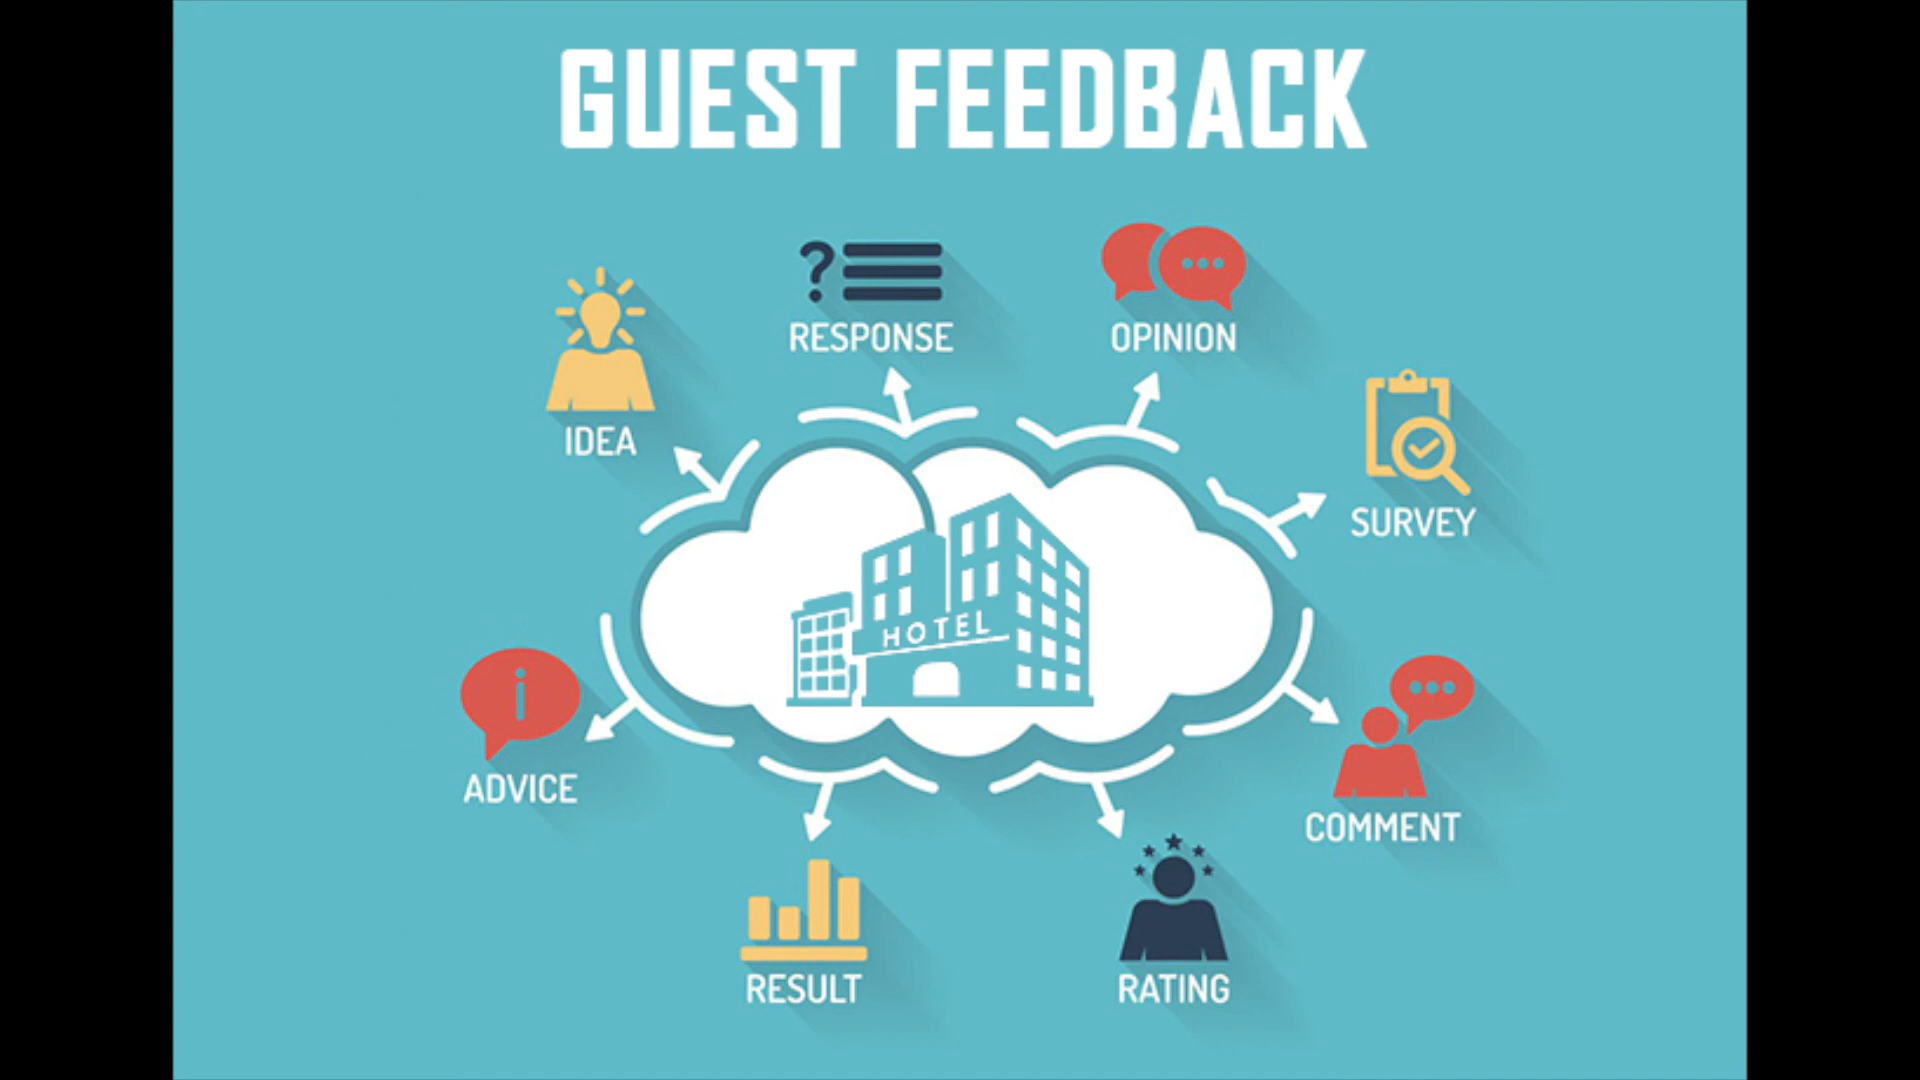 GUEST FEEDBACK
RESPONSE
OPINION
IDEA
SURVEY
HOTEL
i
ADVICE
COMMENT
RESULT
RATING